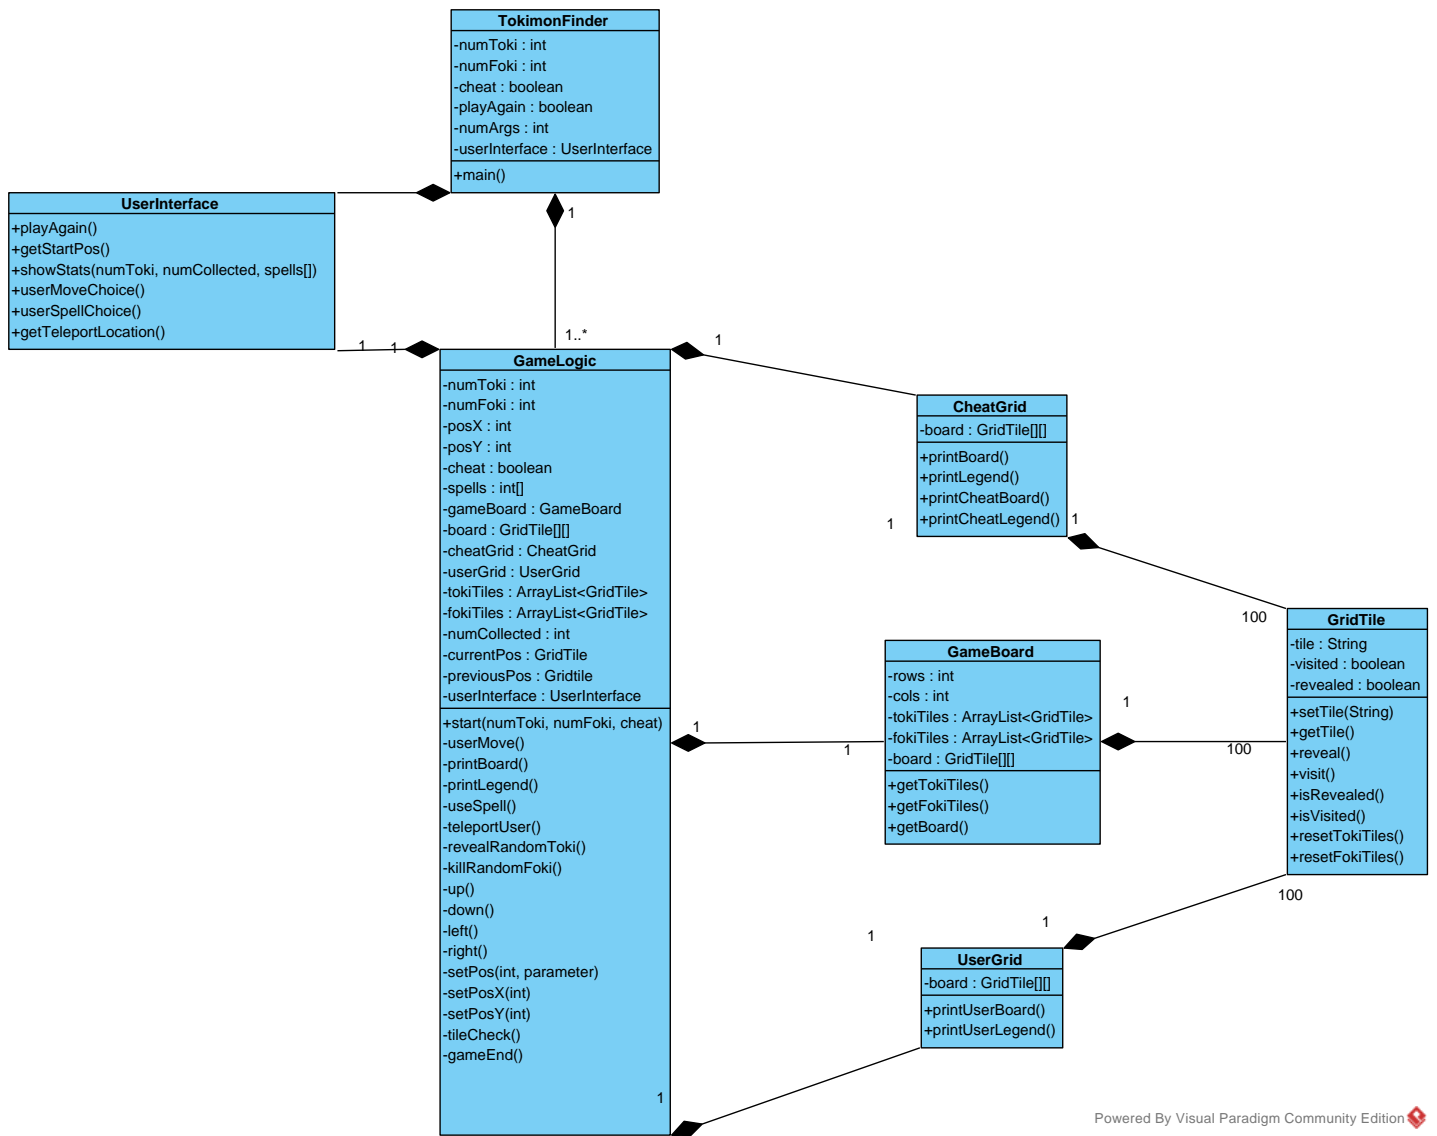 TokimonFinder
-numToki : int
-numFoki : int
-cheat : boolean
-playAgain : boolean
-numArgs : int
-userInterface : UserInterface
+main()
UserInterface
+playAgain()
+getStartPos()
+showStats(numToki, numCollected, spells[])
+userMoveChoice()
+userSpellChoice()
+getTeleportLocation()
1
1..*
1
1
1
GameLogic
-numToki : int
-numFoki : int
-posX : int
-posY : int
-cheat : boolean
-spells : int[]
-gameBoard : GameBoard
-board : GridTile[][]
-cheatGrid : CheatGrid
-userGrid : UserGrid
-tokiTiles : ArrayList<GridTile>
-fokiTiles : ArrayList<GridTile>
-numCollected : int
-currentPos : GridTile
-previousPos : Gridtile
-userInterface : UserInterface
+start(numToki, numFoki, cheat)
-userMove()
-printBoard()
-printLegend()
-useSpell()
-teleportUser()
-revealRandomToki()
-killRandomFoki()
-up()
-down()
-left()
-right()
-setPos(int, parameter)
-setPosX(int)
-setPosY(int)
-tileCheck()
-gameEnd()
CheatGrid
-board : GridTile[][]
+printBoard()
+printLegend()
+printCheatBoard()
+printCheatLegend()
1
1
100
GameBoard
-rows : int
-cols : int
-tokiTiles : ArrayList<GridTile>
-fokiTiles : ArrayList<GridTile>
-board : GridTile[][]
+getTokiTiles()
+getFokiTiles()
+getBoard()
1
1
1
100
GridTile
-tile : String
-visited : boolean
-revealed : boolean
+setTile(String)
+getTile()
+reveal()
+visit()
+isRevealed()
+isVisited()
+resetTokiTiles()
+resetFokiTiles()
100
1
1
UserGrid
-board : GridTile[][]
+printUserBoard()
+printUserLegend()
1
Powered By Visual Paradigm Community Edition